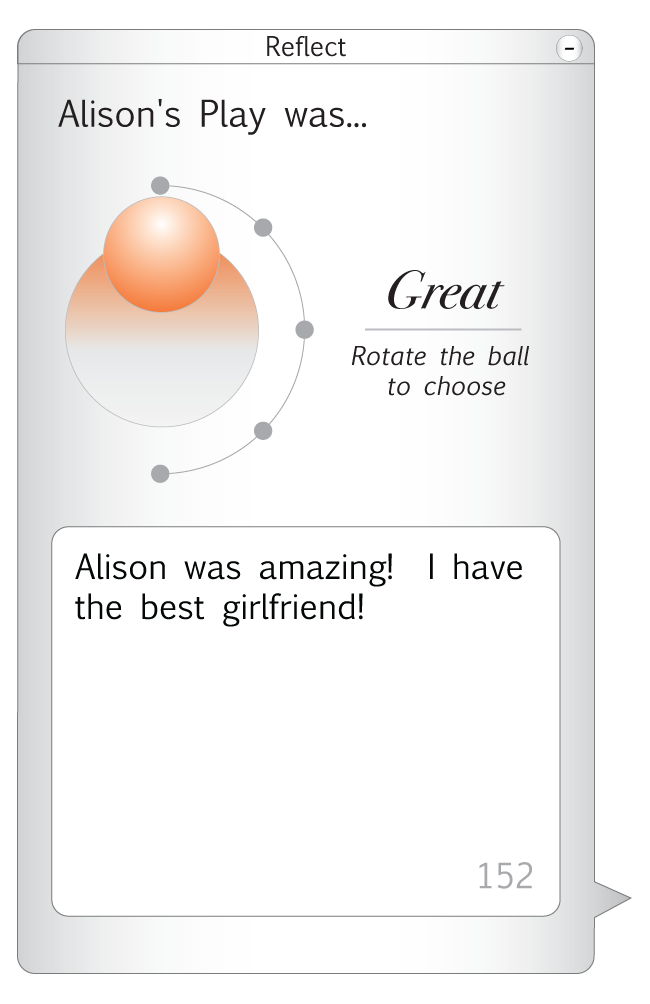 Reflect
-
Alison's Play was...
Great
Rotate the ball
to choose
Alison was amazing!  I have
the best girlfriend!
152